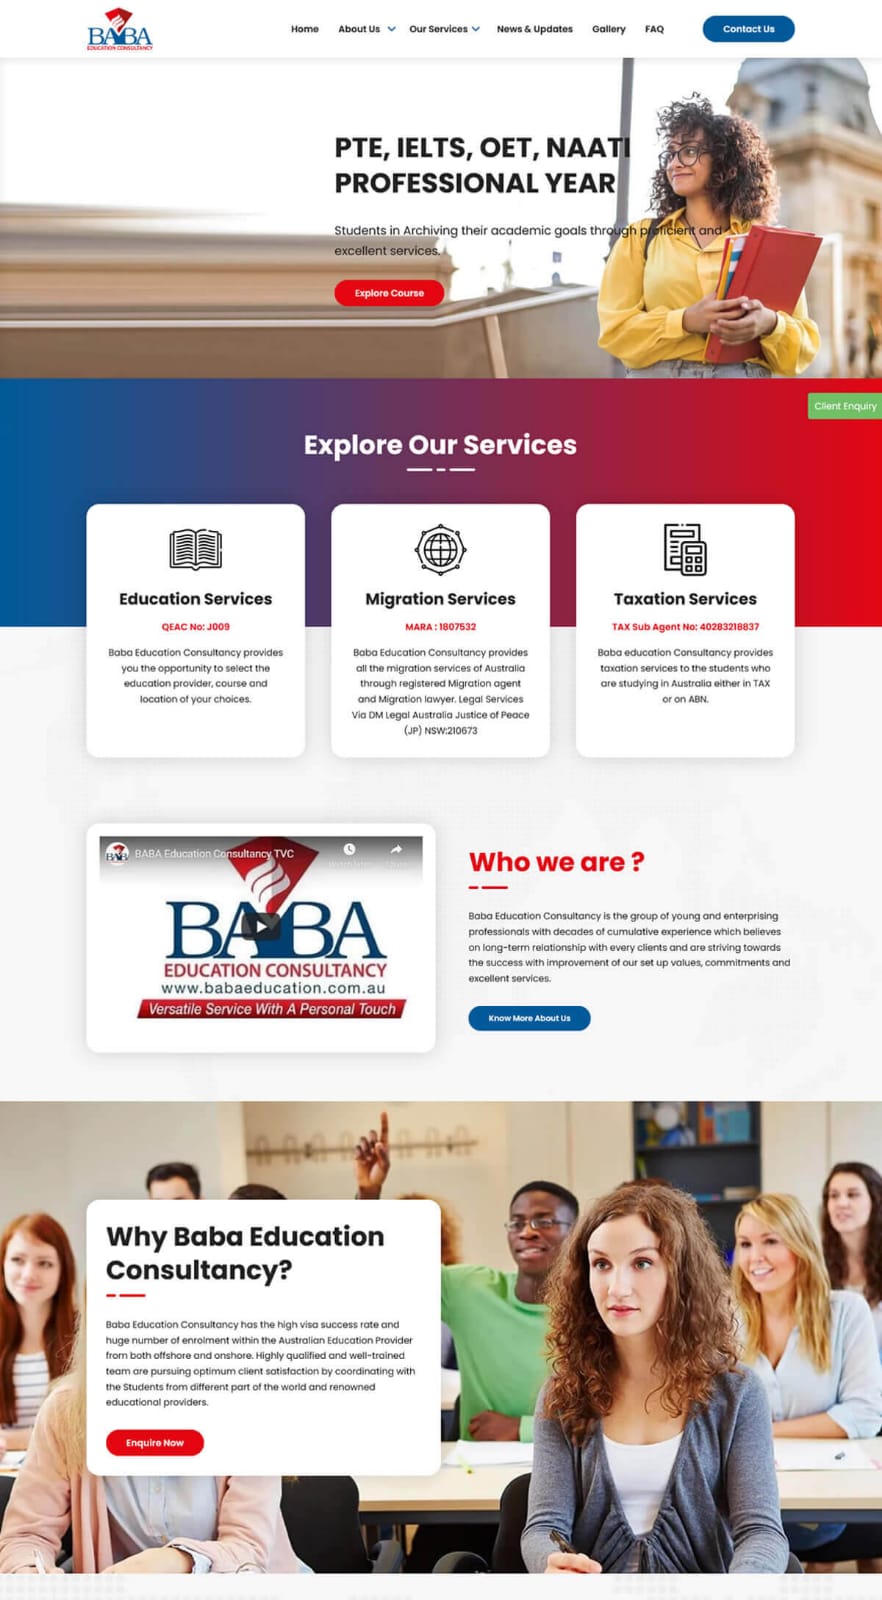 BABA
EDUCATION CONSULTANCY
Home About Us Our Services News & Updates Gallery FAQ Contact Us
PTE, IELTS, OET, NAATI
PROFESSIONAL YEAR
Students in Archiving their academic goals through proficient and
excellent services.
Explore Course
Client Enquiry
Explore Our Services
Education Services
QEAC No: J009
Baba Education Consultancy provides
you the opportunity to select the
education provider, course and
location of your choices.
Migration Services
MARA : 1807532
Baba Education Consultancy provides
all the migration services of Australia
through registered Migration agent
and Migration lawyer. Legal Services
Via DM Legal Australia Justice of Peace
(JP) NSW:210673
Taxation Services
TAX Sub Agent No: 40283218837
Baba education Consultancy provides
taxation services to the students who
are studying in Australia either in TAX
or on ABN.
BABA
BABA Education Consultancy TVC
Watch later Share
BABA
EDUCATION CONSULTANCY
www.babaeducation.com.au
Versatile Service With A Personal Touch
Who we are ?
Baba Education Consultancy is the group of young and enterprising
professionals with decades of cumulative experience which believes
on long-term relationship with every clients and are striving towards
the success with improvement of our set up values, commitments and
excellent services.
Know More About Us
Why Baba Education
Consultancy?
Baba Education Consultancy has the high visa success rate and
huge number of enrolment within the Australian Education Provider
from both offshore and onshore. Highly qualified and well-trained
team are pursuing optimum client satisfaction by coordinating with
the Students from different part of the world and renowned
educational providers.
Enquire Now